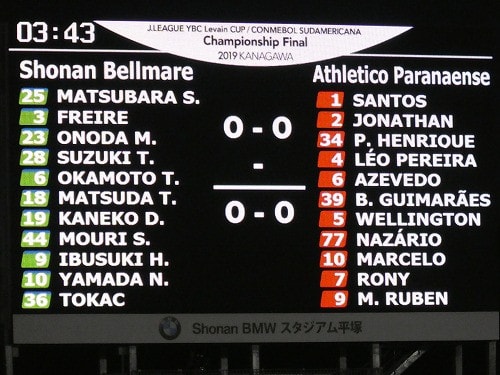 03:43
J.LEAGUE YBC Levain CUP / CONMEBOL SUDAMERICANA
Championship Final
2019 KANAGAWA
Shonan Bellmare
Athletico Paranaense
25 MATSUBARA S.
3 FREIRE
23 ONODA M.
28 SUZUKI T.
6 OKAMOTO T.
18 MATSUDA T.
19 KANEKO D.
44 MOURI S.
9 IBUSUKI H.
10 YAMADA N.
36 TOKAC
0 - 0
-
0 - 0
1 SANTOS
2 JONATHAN
34 P. HENRIQUE
4 LÉO PEREIRA
6 AZEVEDO
39 B. GUIMARÃES
5 WELLINGTON
77 NAZÁRIO
10 MARCELO
7 RONY
9 M. RUBEN
Shonan BMW スタジアム平塚